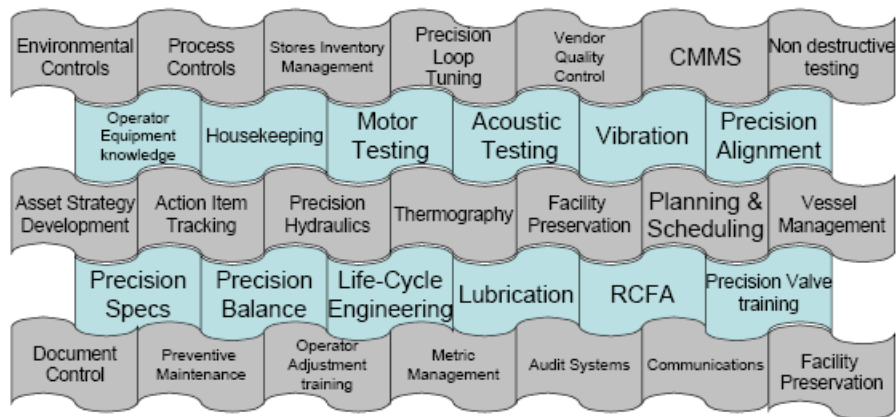 Environmental
Controls
Process
Controls
Stores Inventory
Management
Precision
Loop
Tuning
Vendor
Quality
Control
CMMS
Non destructive
testing
Operator
Equipment
knowledge
Housekeeping
Motor
Testing
Acoustic
Testing
Vibration
Precision
Alignment
Asset Strategy
Development
Action Item
Tracking
Precision
Hydraulics
Thermography
Facility
Preservation
Planning &
Scheduling
Vessel
Management
Precision
Specs
Precision
Balance
Life-Cycle
Engineering
Lubrication
RCFA
Precision Valve
training
Document
Control
Preventive
Maintenance
Operator
Adjustment
training
Metric
Management
Audit Systems
Communications
Facility
Preservation